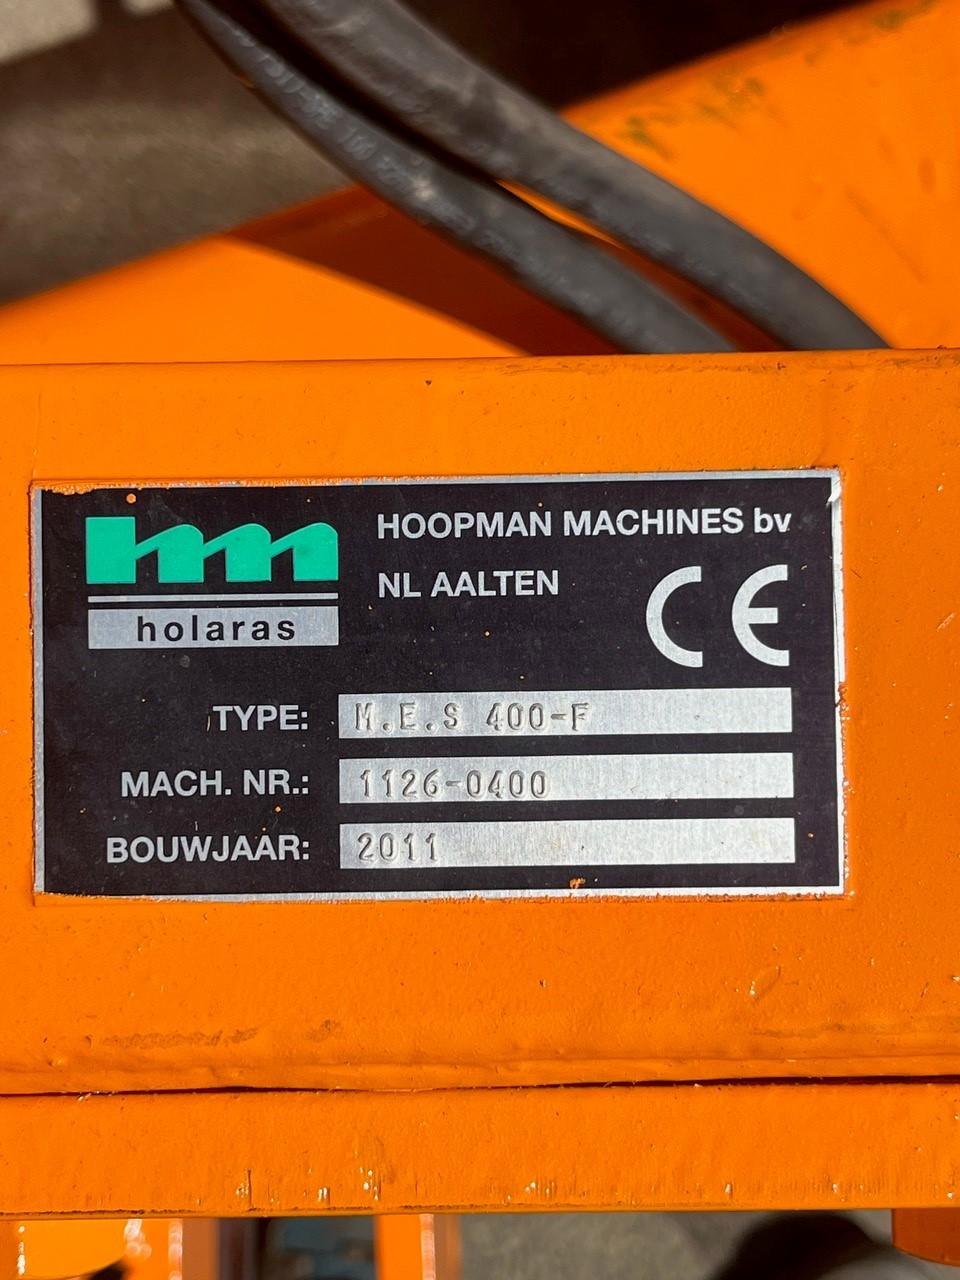 HOOPMAN MACHINES bv
NL AALTEN
hm
holaras
CE
TYPE: M.E.S 400-F
MACH. NR.: 1126-0400
BOUWJAAR: 2011